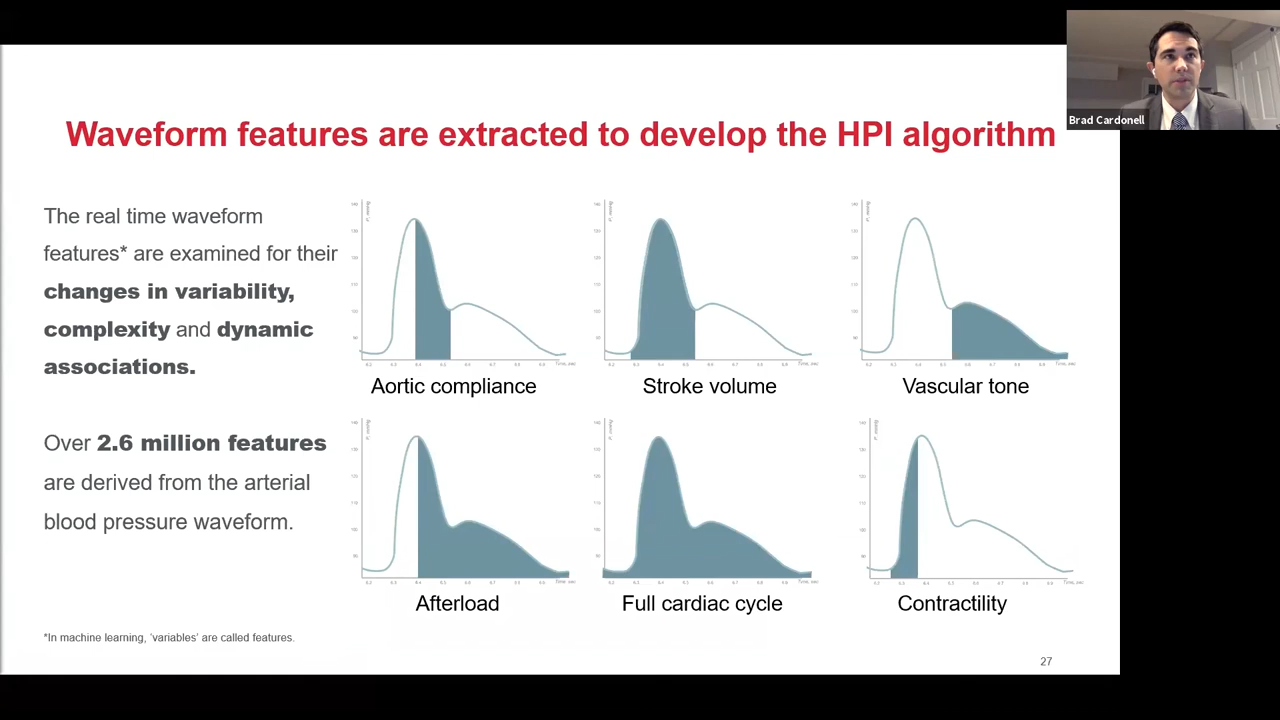 Brad Cardonell
Waveform features are extracted to develop the HPI algorithm
The real time waveform
features* are examined for their
changes in variability,
complexity and dynamic
associations.
Over 2.6 million features
are derived from the arterial
blood pressure waveform.
Aortic compliance
Stroke volume
Vascular tone
Afterload
Full cardiac cycle
Contractility
*In machine learning, 'variables' are called features.
27